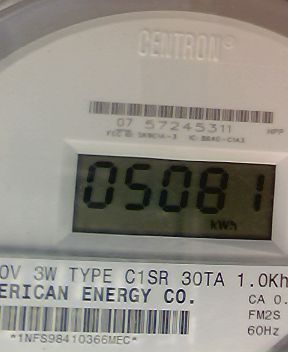 CENTRON®
07 57245311
HPP
05081
kWh
0V 3W TYPE C1SR 30TA 1.0Kh
ERICAN ENERGY CO.
CA 0.
FM2S
60Hz
*1NFS98410366MEC*